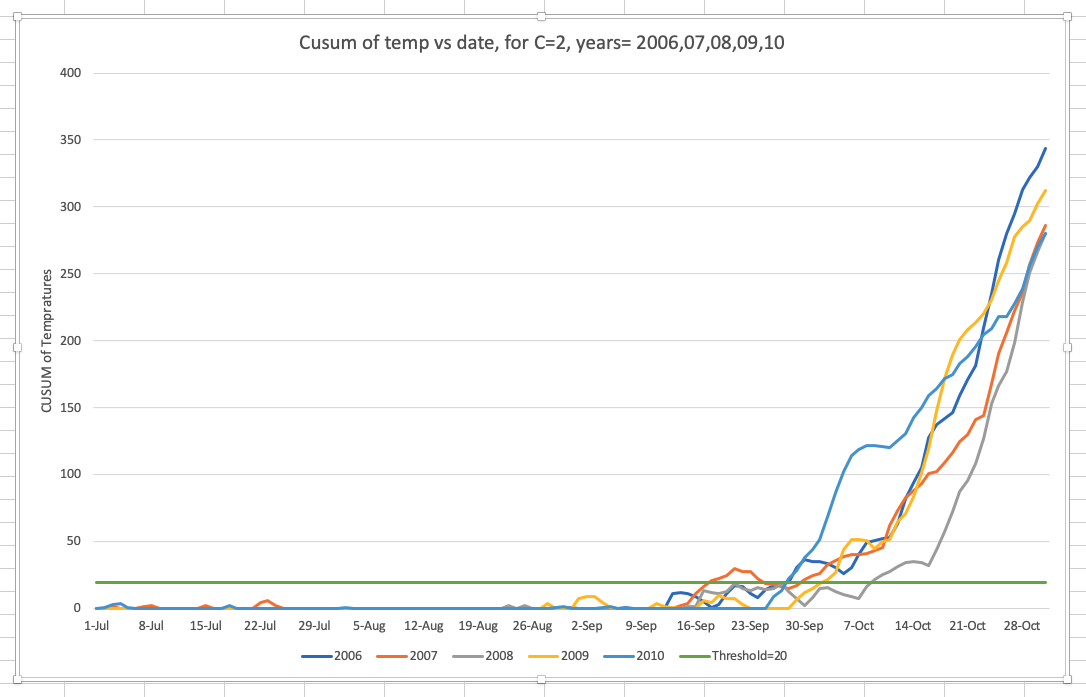 Cusum of temp vs date, for C=2, years= 2006,07,08,09,10
400
350
300
250
200
150
100
50
0
CUSUM of Tempratures
1-Jul 8-Jul 15-Jul 22-Jul 29-Jul 5-Aug 12-Aug 19-Aug 26-Aug 2-Sep 9-Sep 16-Sep 23-Sep 30-Sep 7-Oct 14-Oct 21-Oct 28-Oct
2006 2007 2008 2009 2010 Threshold=20